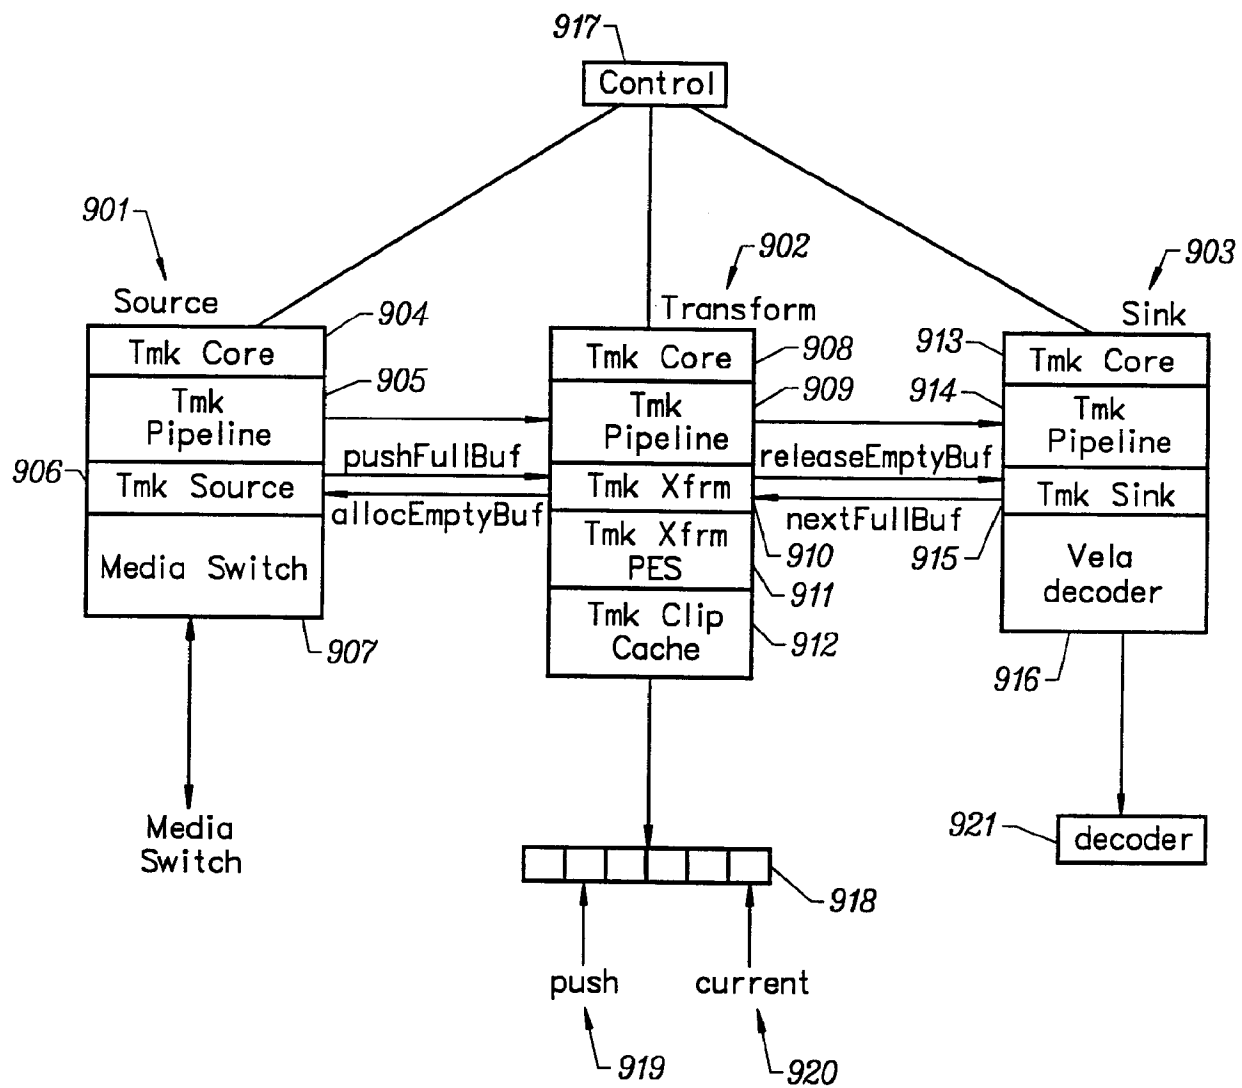 917
Control
901
902
903
Source
Transform
Sink
904
Tmk Core
908
Tmk Core
913
Tmk Core
905
Tmk
Pipeline
909
Tmk
Pipeline
914
Tmk
Pipeline
906
pushFullBuf
releaseEmptyBuf
Tmk Source
Tmk Xfrm
Tmk Sink
allocEmptyBuf
nextFullBuf
910
915
Media Switch
Tmk Xfrm
PES
911
Vela
decoder
907
Tmk Clip
Cache
912
916
Media
Switch
921
decoder
918
push
current
919
920